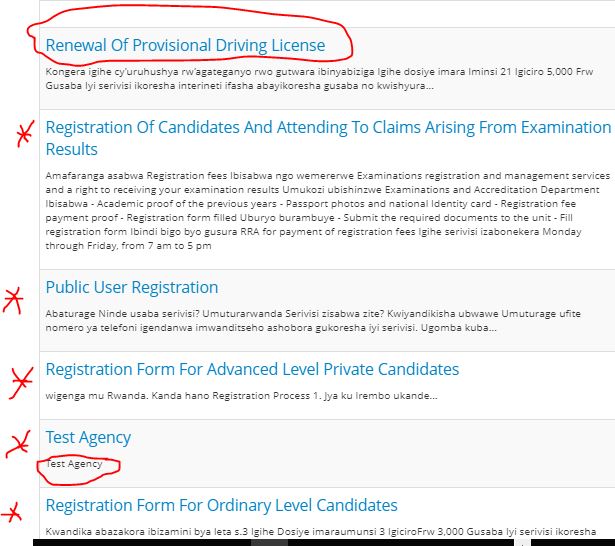 Renewal Of Provisional Driving License
Kongera igihe cy'uruhushya rw'agateganyo rwo gutwara ibinyabiziga Igihe dosiye imara Iminsi 21 Igiciro 5,000 Frw
Gusaba Iyi serivisi ikoresha interineti ifasha abayikoresha gusaba no kwishyura...
Registration Of Candidates And Attending To Claims Arising From Examination
Results
Amafaranga asabwa Registration fees Ibisabwa ngo wemererwe Examinations registration and management services
and a right to receiving your examination results Umukozi ubishinzwe Examinations and Accreditation Department
Ibisabwa - Academic proof of the previous years - Passport photos and national Identity card - Registration fee
payment proof - Registration form filled Uburyo burambuye - Submit the required documents to the unit - Fill
registration form Ibindi bigo byo gusura RRA for payment of registration fees Igihe serivisi izabonekera Monday
through Friday, from 7 am to 5 pm
Public User Registration
Abaturage Ninde usaba serivisi? Umuturarwanda Serivisi zisabwa zite? Kwiyandikisha ubwawe Umuturage ufite
nomero ya telefoni igendanwa imwanditseho ashobora gukoresha iyi serivisi. Ugomba kuba...
Registration Form For Advanced Level Private Candidates
wigenga mu Rwanda. Kanda hano Registration Process 1. Jya ku Irembo ukande...
Test Agency
Test Agency
Registration Form For Ordinary Level Candidates
Kwandika abazakora ibizamini bya leta s.3 Igihe Dosiye imaraumunsi 3 IgiciroFrw 3,000 Gusaba Iyi serivisi ikoresha